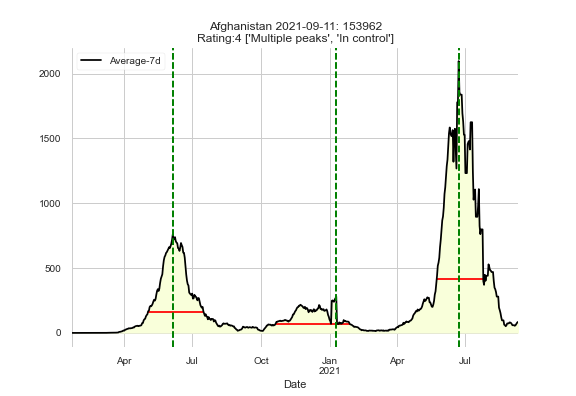 Afghanistan 2021-09-11: 153962
Rating:4 ['Multiple peaks', 'In control']
Average-7d
2000
1500
1000
500
0
Apr
Jul
Oct
Jan
2021
Apr
Jul
Date